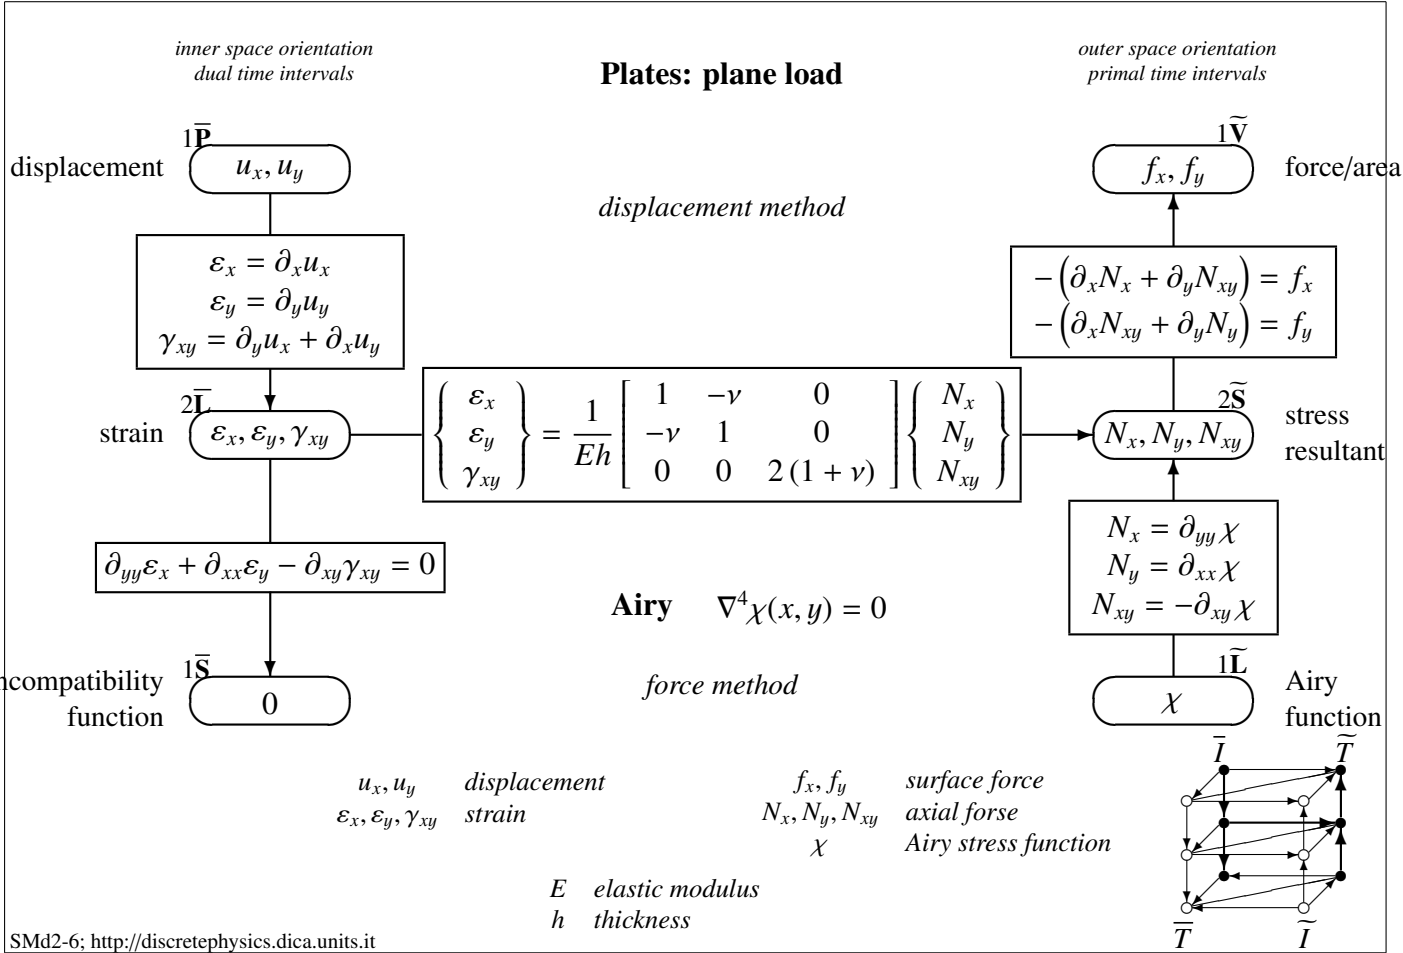 inner space orientation
dual time intervals
Plates: plane load
outer space orientation
primal time intervals
displacement
1P̅
u_x, u_y
1Ṽ
f_x, f_y
force/area
displacement method
ε_x = ∂_x u_x
ε_y = ∂_y u_y
γ_xy = ∂_y u_x + ∂_x u_y
−(∂_x N_x + ∂_y N_xy) = f_x
−(∂_x N_xy + ∂_y N_y) = f_y
strain
2L̅
ε_x, ε_y, γ_xy
{ ε_x ε_y γ_xy } = 1/Eh [ 1 −ν 0
−ν 1 0
0 0 2 (1 + ν) ] { N_x N_y N_xy }
2S̃
N_x, N_y, N_xy
stress
resultant
∂_yy ε_x + ∂_xx ε_y − ∂_xy γ_xy = 0
N_x = ∂_yy χ
N_y = ∂_xx χ
N_xy = −∂_xy χ
Airy ∇⁴χ(x, y) = 0
ncompatibility
function
1S̅
0
force method
1L̃
χ
Airy
function
u_x, u_y displacement
ε_x, ε_y, γ_xy strain
f_x, f_y surface force
N_x, N_y, N_xy axial forse
χ Airy stress function
E elastic modulus
h thickness
I̅ T̃
T̅ Ĩ
SMd2-6; http://discretephysics.dica.units.it